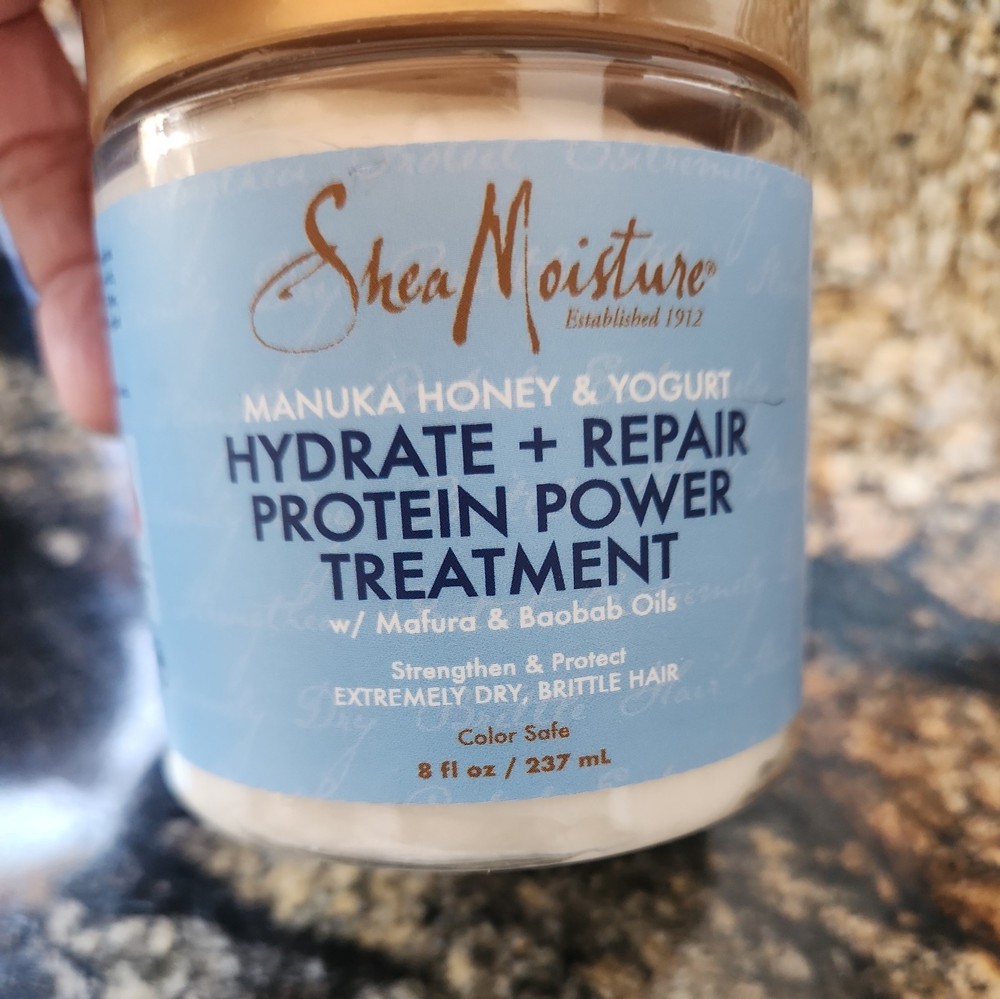 SheaMoisture®
Established 1912
MANUKA HONEY & YOGURT
HYDRATE + REPAIR
PROTEIN POWER
TREATMENT
w/ Mafura & Baobab Oils
Strengthen & Protect
EXTREMELY DRY, BRITTLE HAIR
Color Safe
8 fl oz / 237 mL